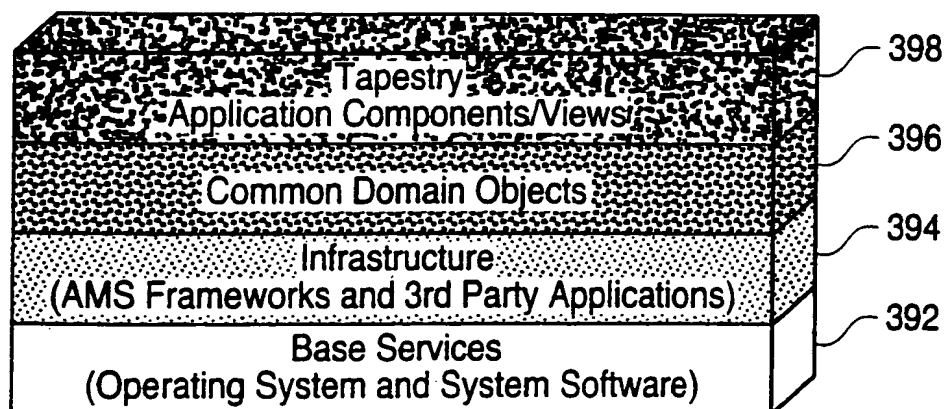 Tapestry
Application Components/Views
398
Common Domain Objects
396
Infrastructure
(AMS Frameworks and 3rd Party Applications)
394
Base Services
(Operating System and System Software)
392